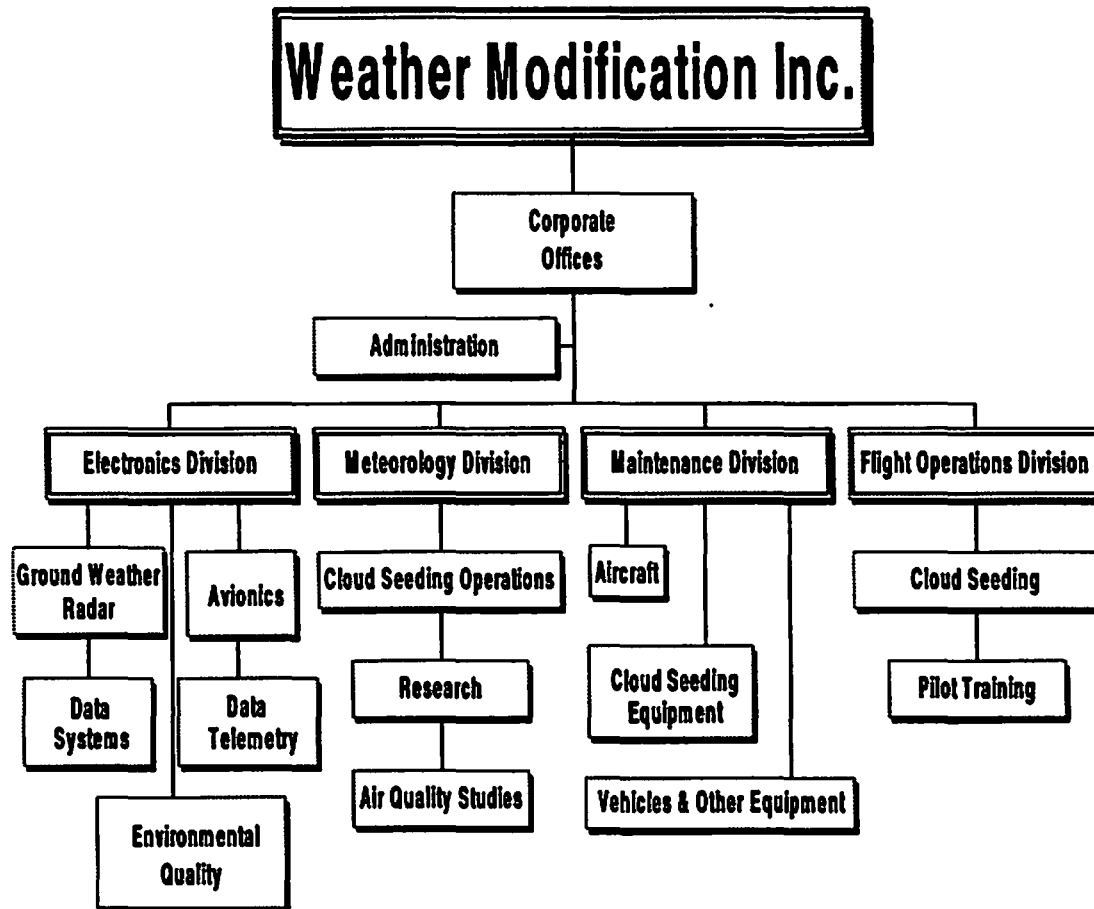 Weather Modification Inc.
Corporate
Offices
Administration
Electronics Division
Meteorology Division
Maintenance Division
Flight Operations Division
Ground Weather
Radar
Avionics
Cloud Seeding Operations
Aircraft
Cloud Seeding
Data
Systems
Data
Telemetry
Research
Cloud Seeding
Equipment
Pilot Training
Environmental
Quality
Air Quality Studies
Vehicles & Other Equipment